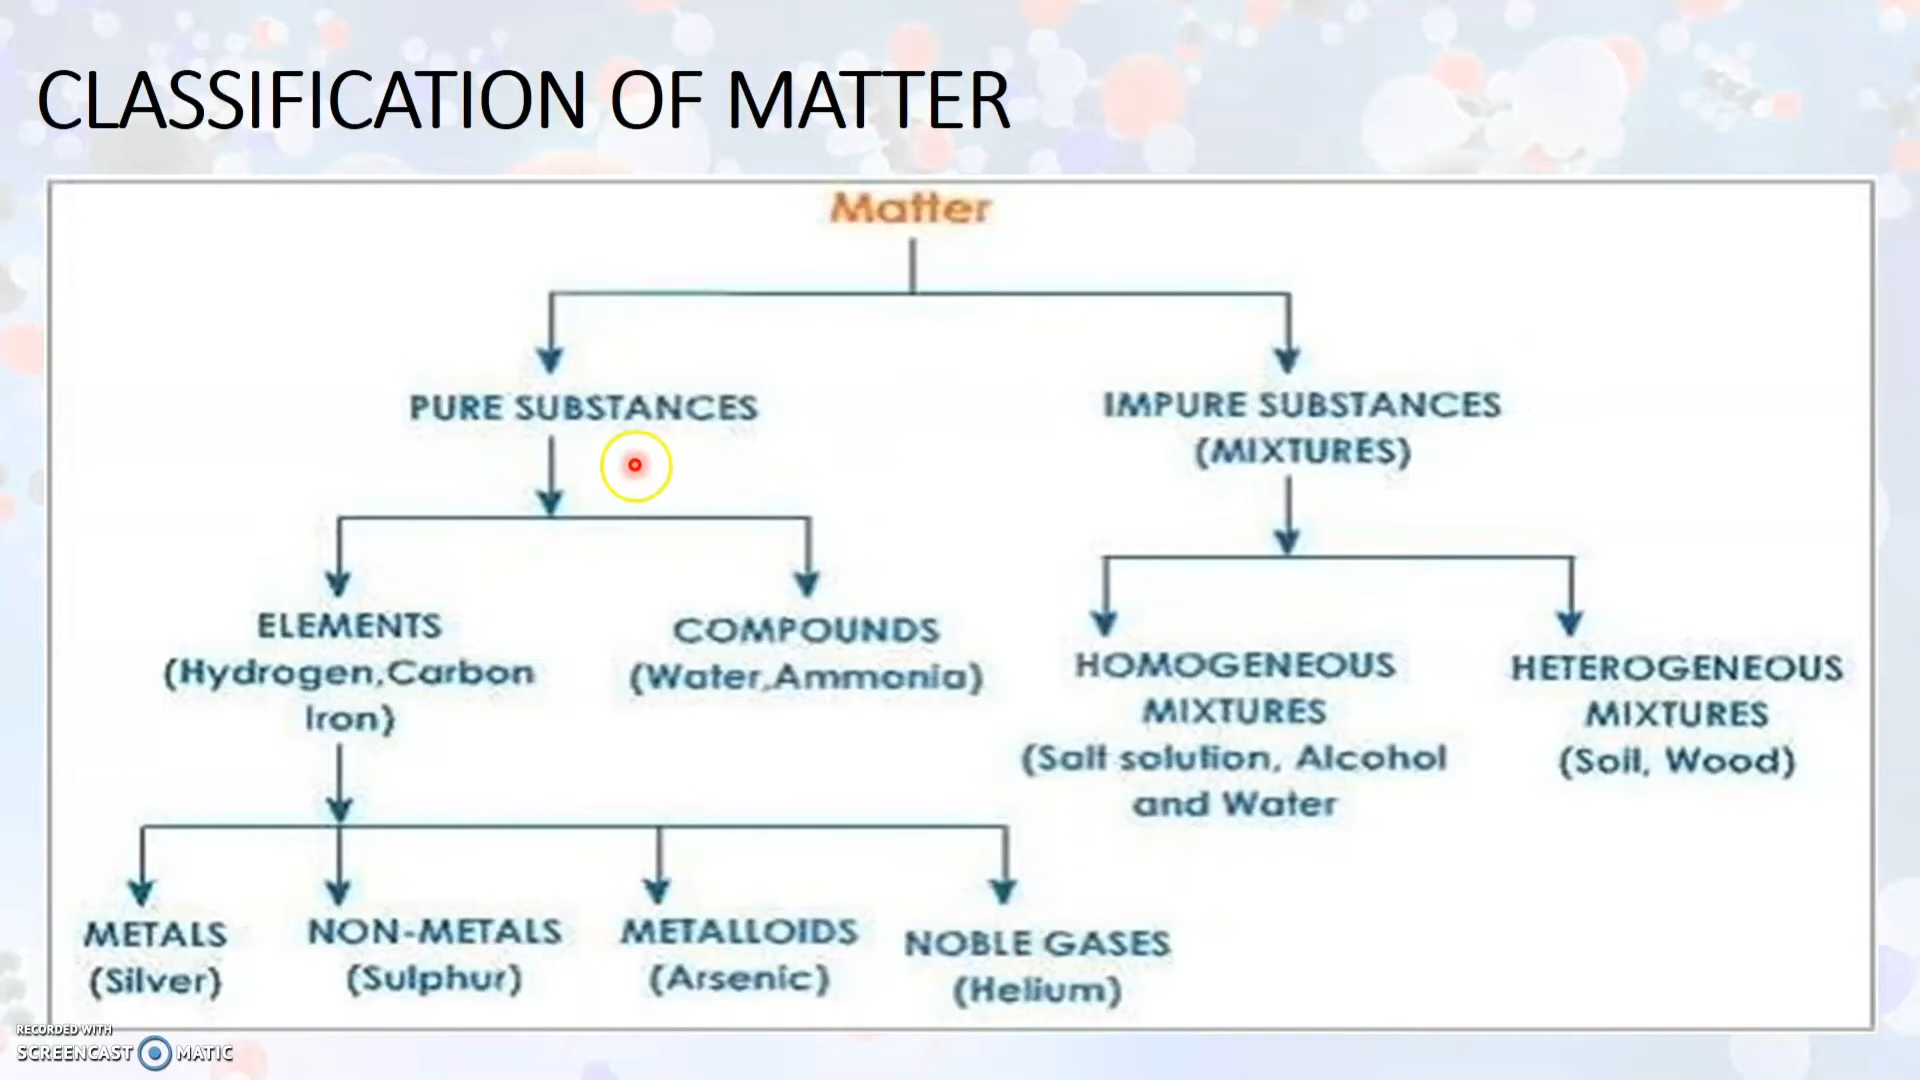 CLASSIFICATION OF MATTER
Matter
PURE SUBSTANCES
IMPURE SUBSTANCES
(MIXTURES)
ELEMENTS
(Hydrogen,Carbon
Iron)
COMPOUNDS
(Water,Ammonia)
HOMOGENEOUS
MIXTURES
(Salt solution, Alcohol
and Water
HETEROGENEOUS
MIXTURES
(Soil, Wood)
METALS
(Silver)
NON-METALS
(Sulphur)
METALLOIDS
(Arsenic)
NOBLE GASES
(Helium)
RECORDED WITH
SCREENCAST MATIC